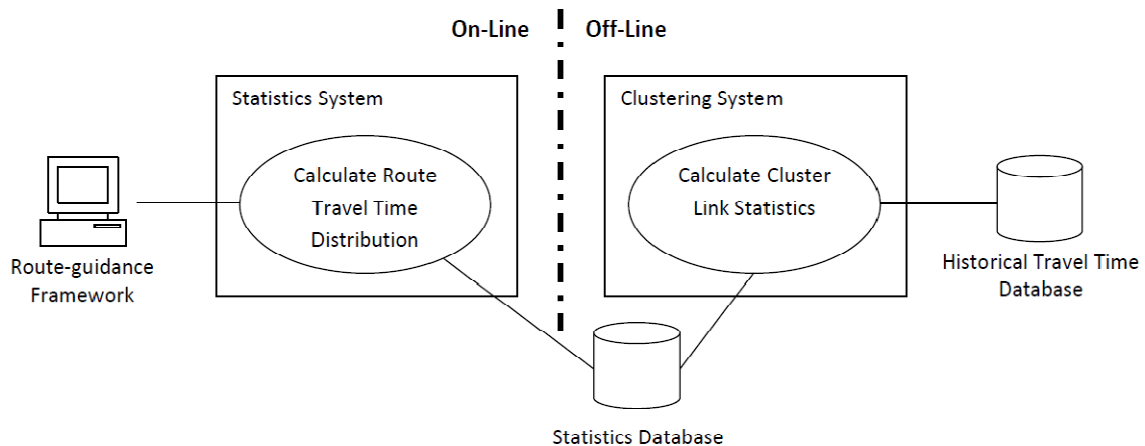 On-Line
Off-Line
Statistics System
Clustering System
Calculate Route
Travel Time
Distribution
Calculate Cluster
Link Statistics
Route-guidance
Framework
Historical Travel Time
Database
Statistics Database